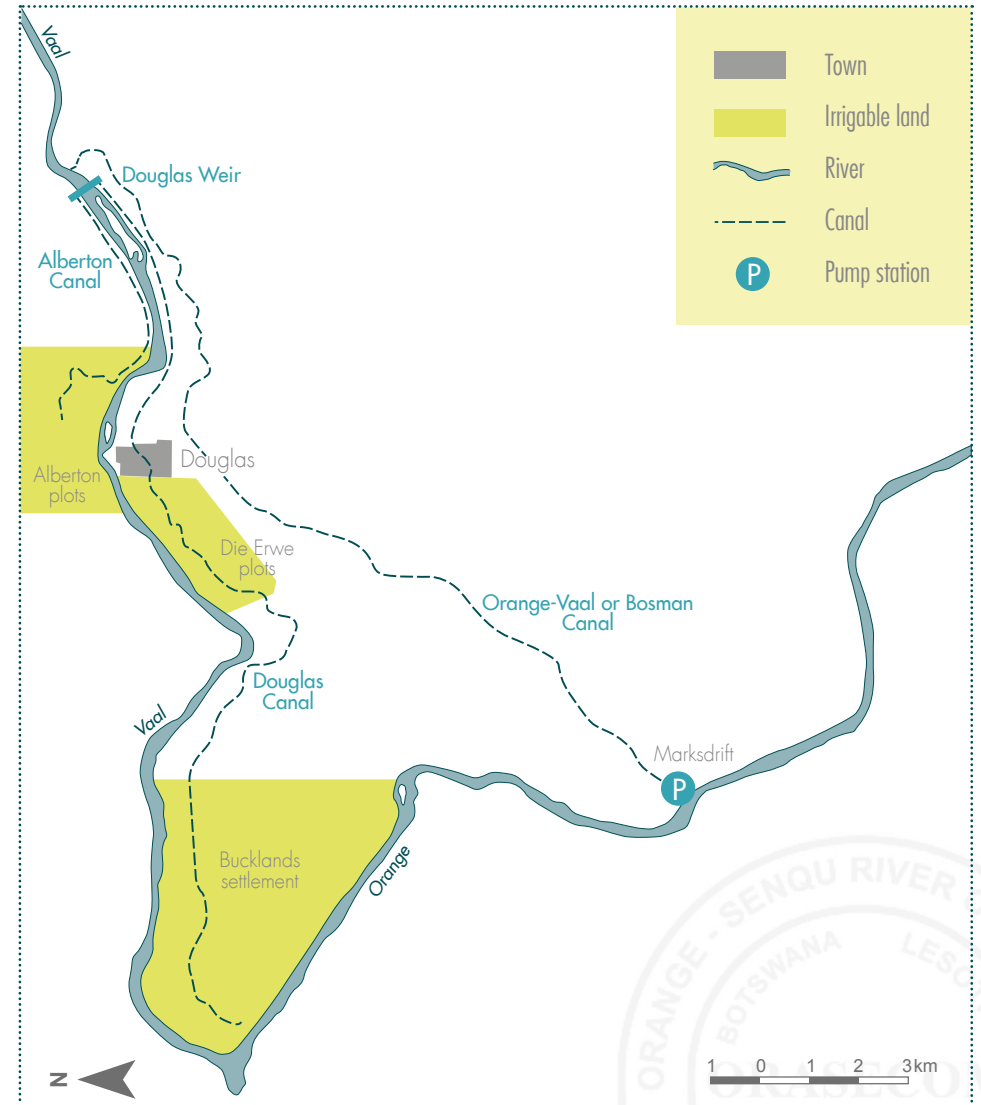 Vaal
Town
Irrigable land
River
Canal
P
Pump station
Douglas Weir
Alberton
Canal
Douglas
Alberton
plots
Die Erwe
plots
Orange-Vaal or Bosman
Canal
Douglas
Canal
Vaal
Marksdrift
P
Bucklands
settlement
Orange
ORANGE - SENQU RIVER
BOTSWANA
LESO
ORASECO
N
1 0 1 2 3 km